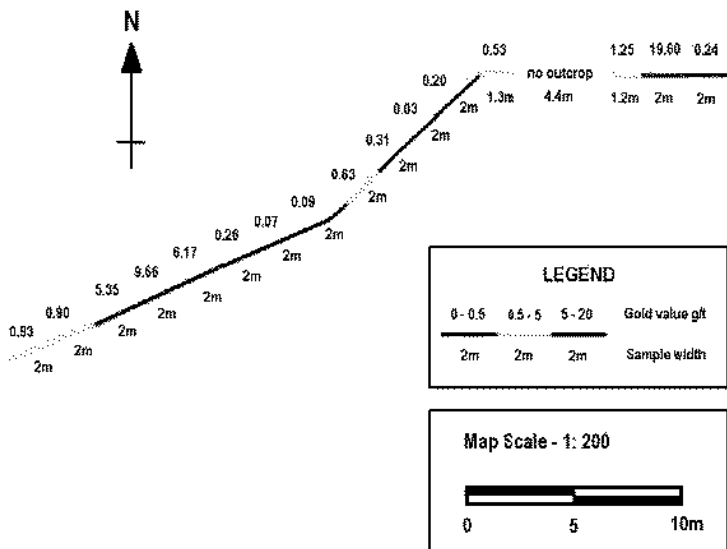 N
0.53 1.25 19.60 0.24
no outcrop
0.20
2m 1.3m 4.4m 1.2m 2m 2m
0.03
2m
0.31
2m
0.63
2m
0.09
2m
0.07
2m
0.26
2m
6.17
2m
9.66
2m
5.35
2m
0.90
2m
0.93
2m
LEGEND
0 - 0.5 0.5 - 5 5 - 20 Gold value g/t
2m 2m 2m Sample width
Map Scale - 1: 200
0 5 10m